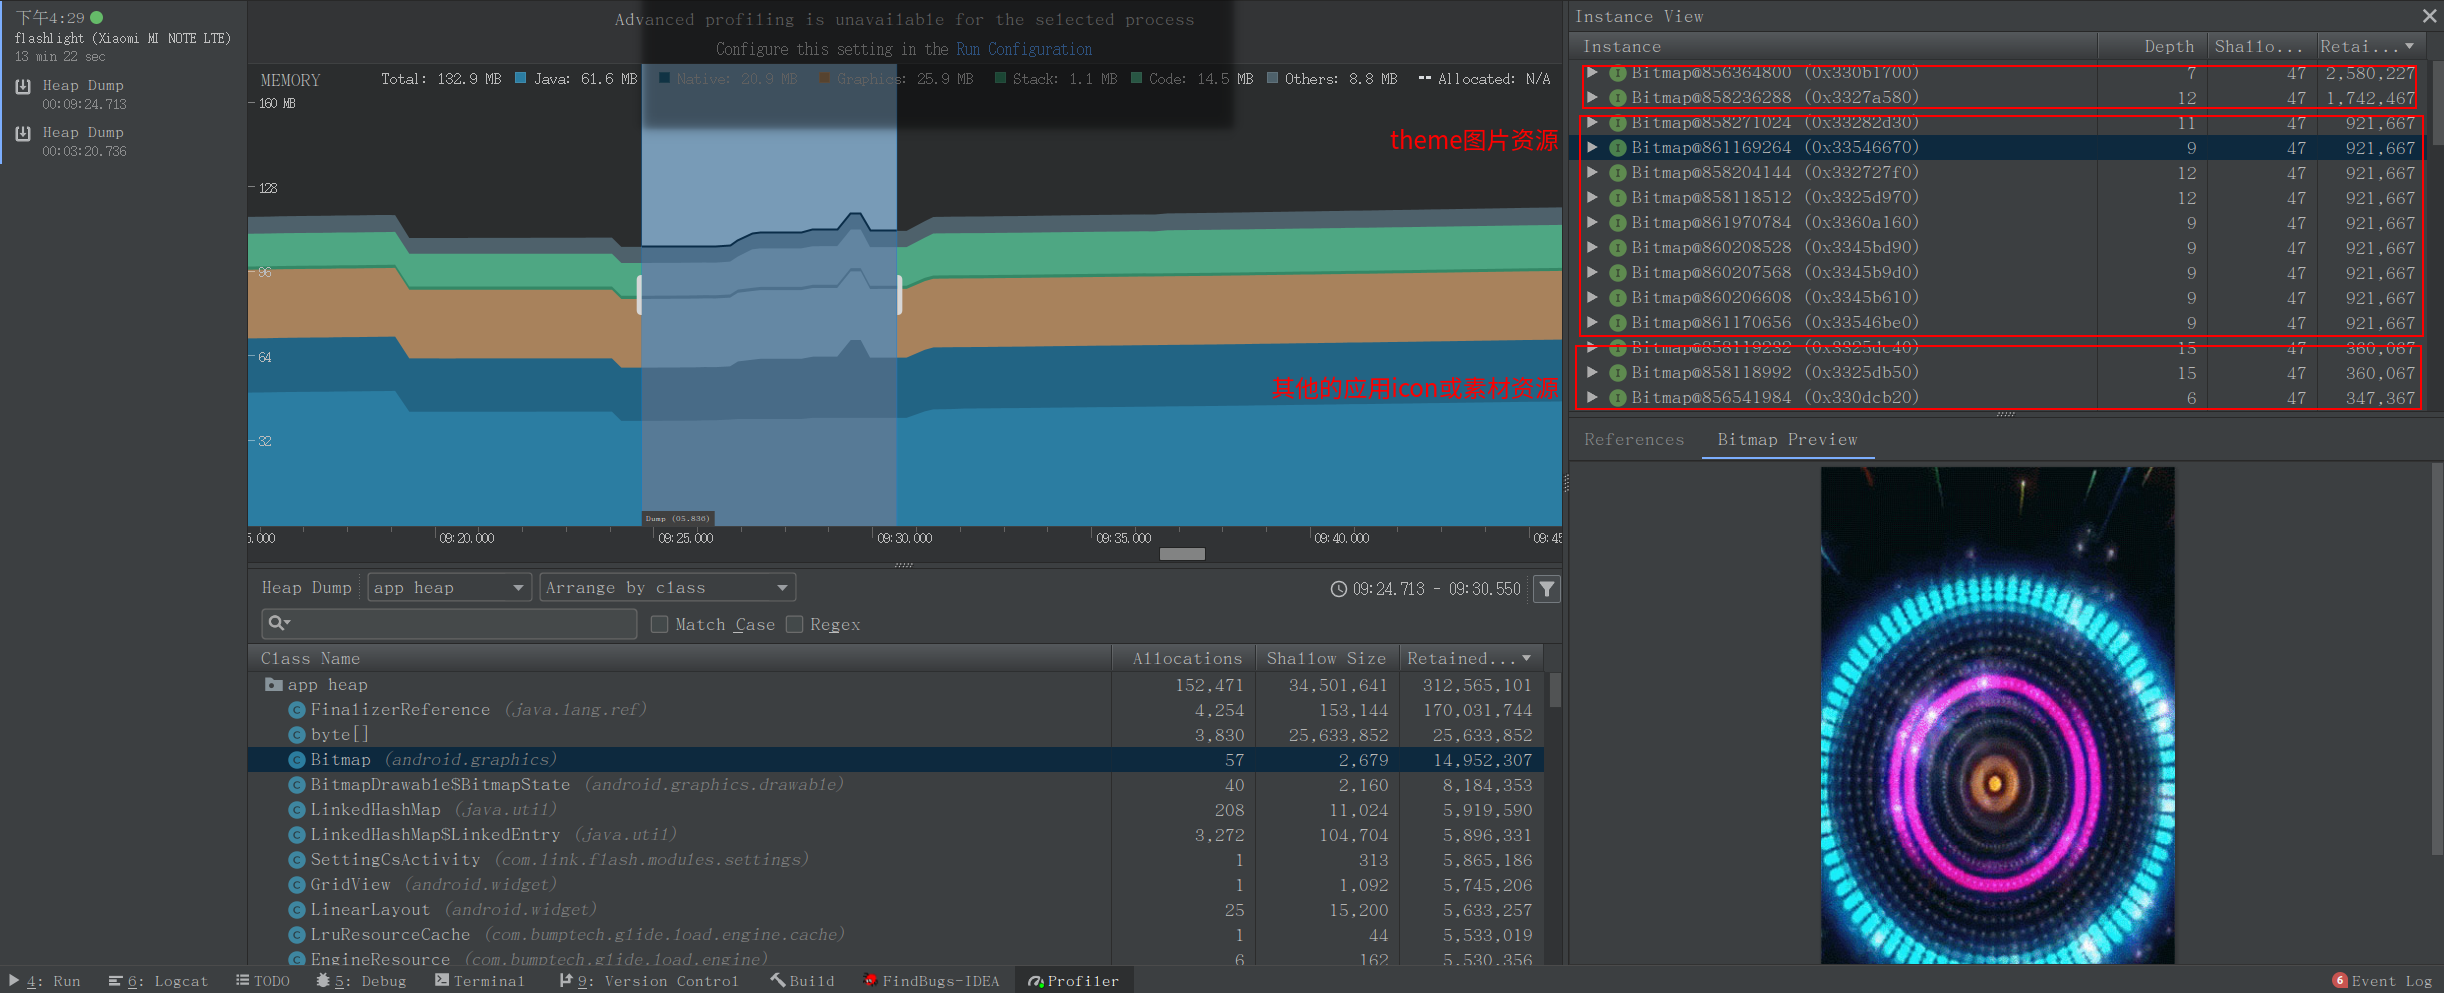 下午4:29
flashlight (Xiaomi MI NOTE LTE)
13 min 22 sec
Heap Dump
00:09:24.713
Heap Dump
00:03:20.736
Advanced profiling is unavailable for the selected process
Configure this setting in the Run Configuration
MEMORY
Total: 132.9 MB
Java: 61.6 MB
Native: 20.9 MB
Graphics: 25.9 MB
Stack: 1.1 MB
Code: 14.5 MB
Others: 8.8 MB
Allocated: N/A
160 MB
theme图片资源
128
96
64
其他的应用icon或素材资源
32
Dump (05.836)
5.000
09:20.000
09:25.000
09:30.000
09:35.000
09:40.000
09:45
Heap Dump
app heap
Arrange by class
09:24.713 - 09:30.550
Match Case
Regex
Class Name Allocations Shallow Size Retained...
app heap 152,471 34,501,641 312,565,101
FinalizerReference (java.lang.ref) 4,254 153,144 170,031,744
byte[] 3,830 25,633,852 25,633,852
Bitmap (android.graphics) 57 2,679 14,952,307
BitmapDrawable$BitmapState (android.graphics.drawable) 40 2,160 8,184,353
LinkedHashMap (java.util) 208 11,024 5,919,590
LinkedHashMap$LinkedEntry (java.util) 3,272 104,704 5,896,331
SettingCsActivity (com.link.flash.modules.settings) 1 313 5,865,186
GridView (android.widget) 1 1,092 5,745,206
LinearLayout (android.widget) 25 15,200 5,633,257
LruResourceCache (com.bumptech.glide.load.engine.cache) 1 44 5,533,019
EngineResource (com.bumptech.glide.load.engine) 6 162 5,530,356
Instance View
Instance Depth Shallo... Retai...
Bitmap@856364800 (0x330b1700) 7 47 2,580,227
Bitmap@858236288 (0x3327a580) 12 47 1,742,467
Bitmap@858271024 (0x33282d30) 11 47 921,667
Bitmap@861169264 (0x33546670) 9 47 921,667
Bitmap@858204144 (0x332727f0) 12 47 921,667
Bitmap@858118512 (0x3325d970) 12 47 921,667
Bitmap@861970784 (0x3360a160) 9 47 921,667
Bitmap@860208528 (0x3345bd90) 9 47 921,667
Bitmap@860207568 (0x3345b9d0) 9 47 921,667
Bitmap@860206608 (0x3345b610) 9 47 921,667
Bitmap@861170656 (0x33546be0) 9 47 921,667
Bitmap@858119232 (0x3325dc40) 15 47 360,067
Bitmap@858118992 (0x3325db50) 15 47 360,067
Bitmap@856541984 (0x330dcb20) 6 47 347,367
References
Bitmap Preview
4: Run
6: Logcat
TODO
5: Debug
Terminal
9: Version Control
Build
FindBugs-IDEA
Profiler
6 Event Log